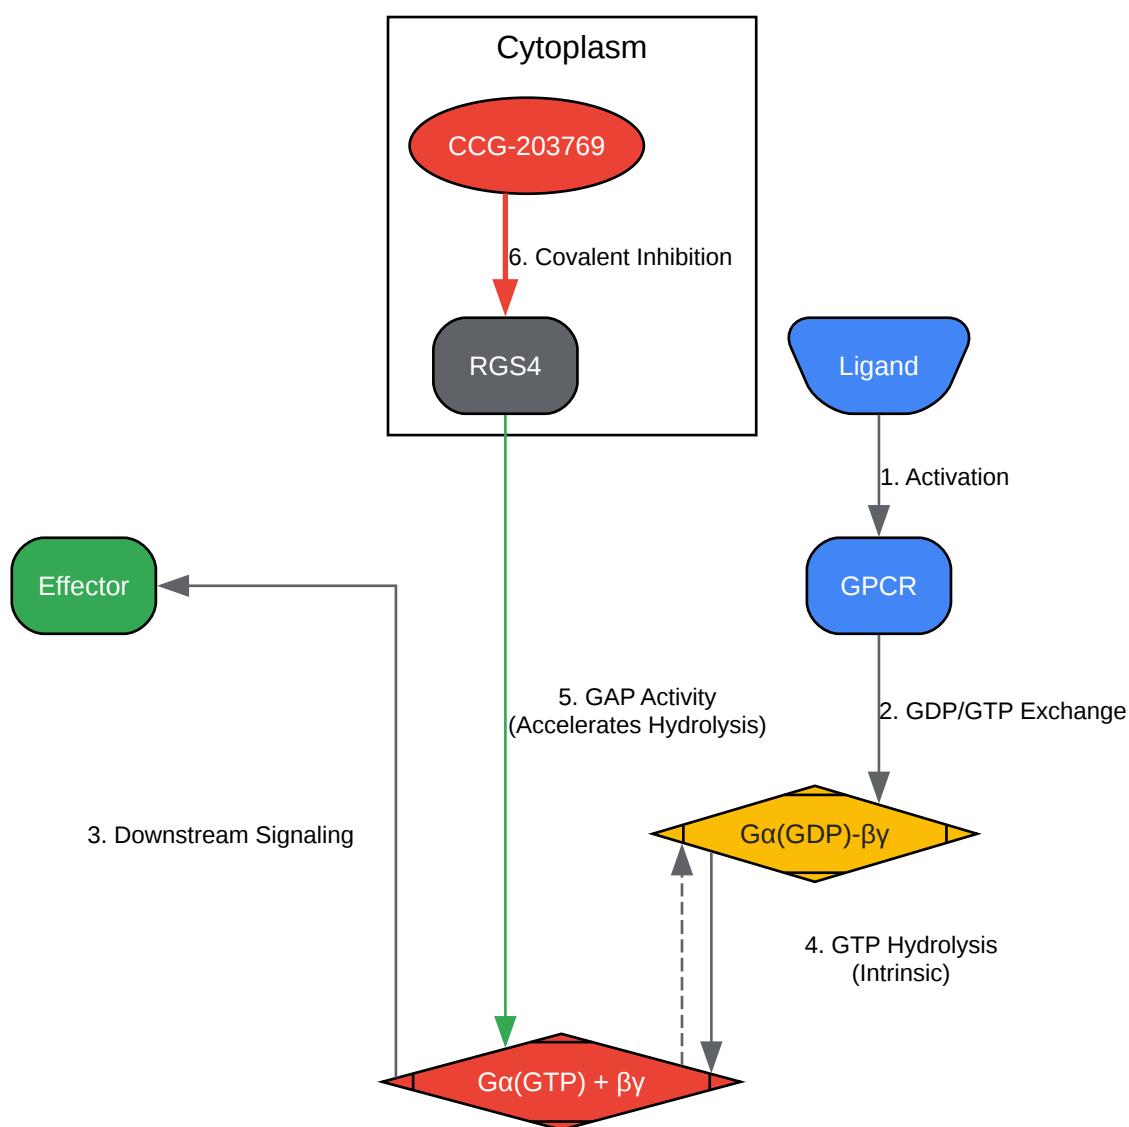 Cytoplasm
CCG-203769
6. Covalent Inhibition
RGS4
Ligand
1. Activation
Effector
GPCR
5. GAP Activity
(Accelerates Hydrolysis)
2. GDP/GTP Exchange
3. Downstream Signaling
Gα(GDP)-βγ
4. GTP Hydrolysis
(Intrinsic)
Gα(GTP) + βγ